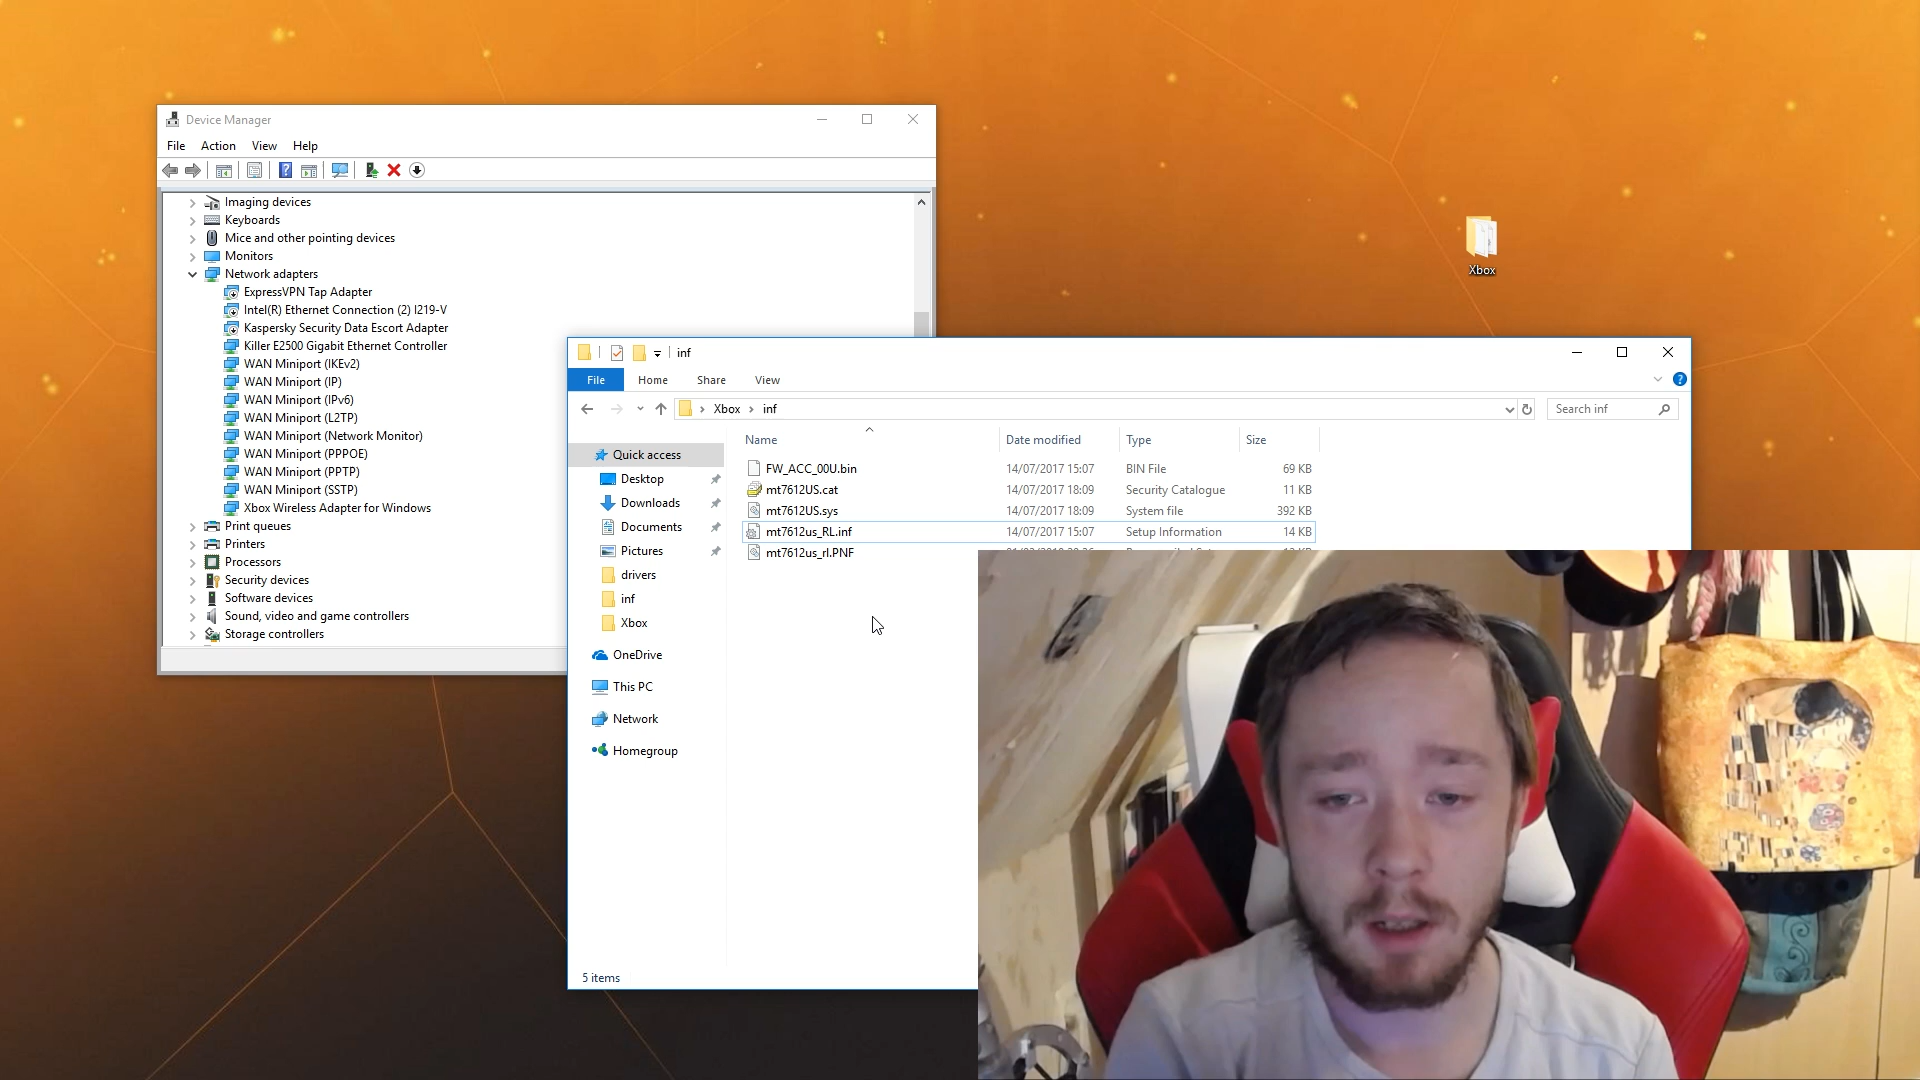 Device Manager
File Action View Help
Imaging devices
Keyboards
Mice and other pointing devices
Monitors
Network adapters
ExpressVPN Tap Adapter
Intel(R) Ethernet Connection (2) I219-V
Kaspersky Security Data Escort Adapter
Killer E2500 Gigabit Ethernet Controller
WAN Miniport (IKEv2)
WAN Miniport (IP)
WAN Miniport (IPv6)
WAN Miniport (L2TP)
WAN Miniport (Network Monitor)
WAN Miniport (PPPOE)
WAN Miniport (PPTP)
WAN Miniport (SSTP)
Xbox Wireless Adapter for Windows
Print queues
Printers
Processors
Security devices
Software devices
Sound, video and game controllers
Storage controllers
Xbox
inf
File Home Share View
Xbox > inf
Search inf
Quick access
Desktop
Downloads
Documents
Pictures
drivers
inf
Xbox
OneDrive
This PC
Network
Homegroup
Name Date modified Type Size
FW_ACC_00U.bin 14/07/2017 15:07 BIN File 69 KB
mt7612US.cat 14/07/2017 18:09 Security Catalogue 11 KB
mt7612US.sys 14/07/2017 18:09 System file 392 KB
mt7612us_RL.inf 14/07/2017 15:07 Setup Information 14 KB
mt7612us_rl.PNF
5 items